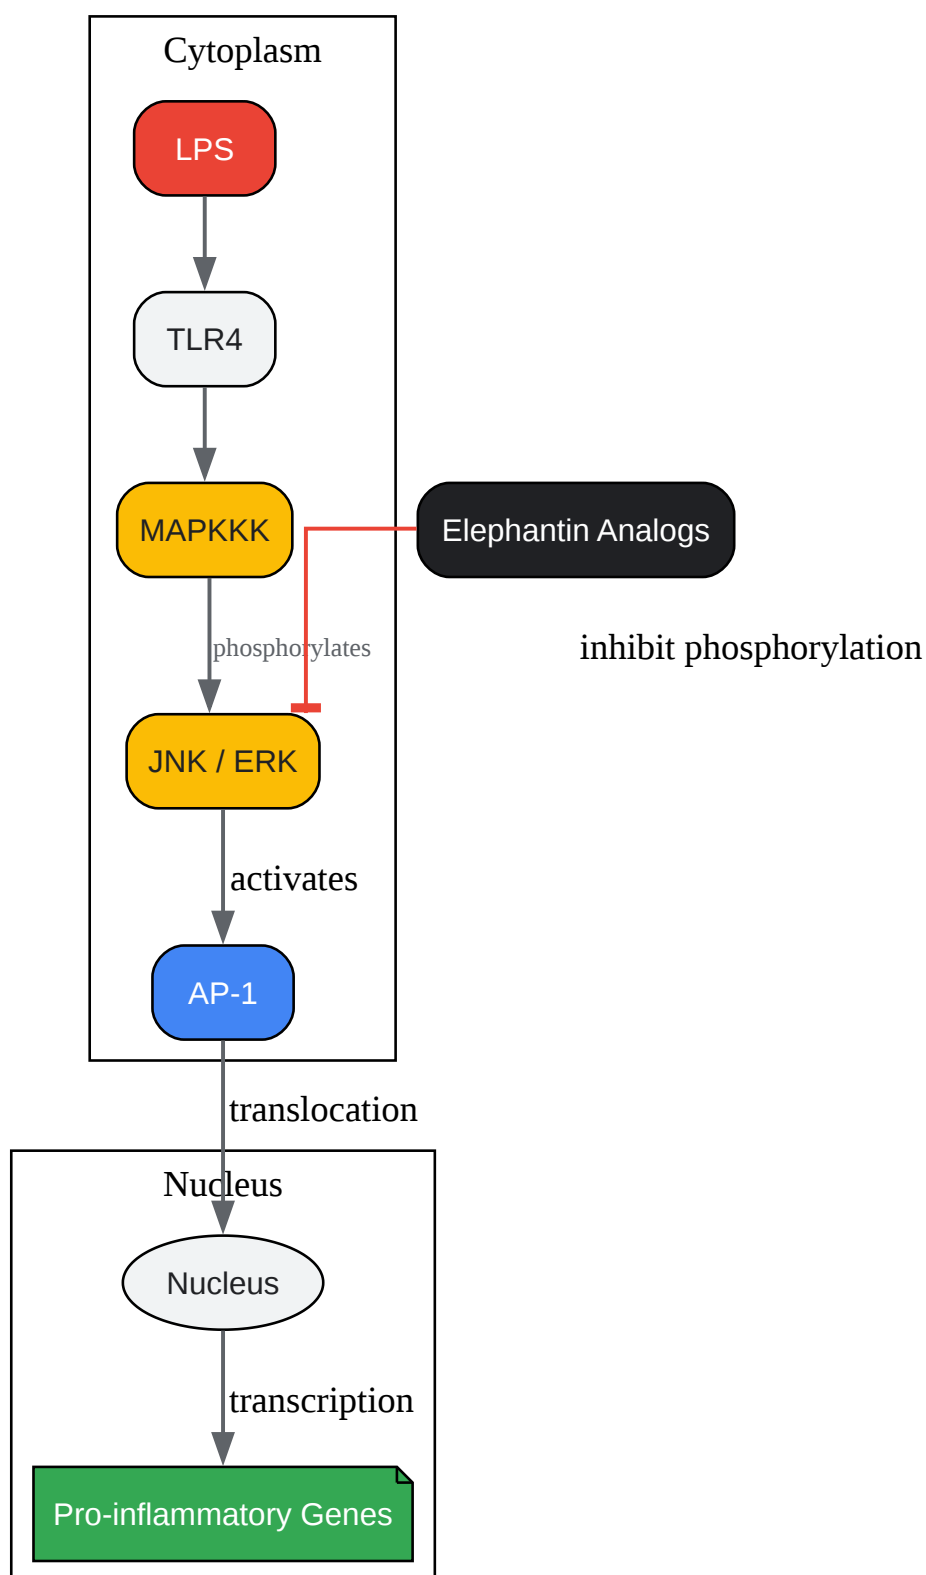 Cytoplasm
LPS
TLR4
MAPKKK
Elephantin Analogs
phosphorylates
inhibit phosphorylation
JNK / ERK
activates
AP-1
translocation
Nucleus
Nucleus
transcription
Pro-inflammatory Genes